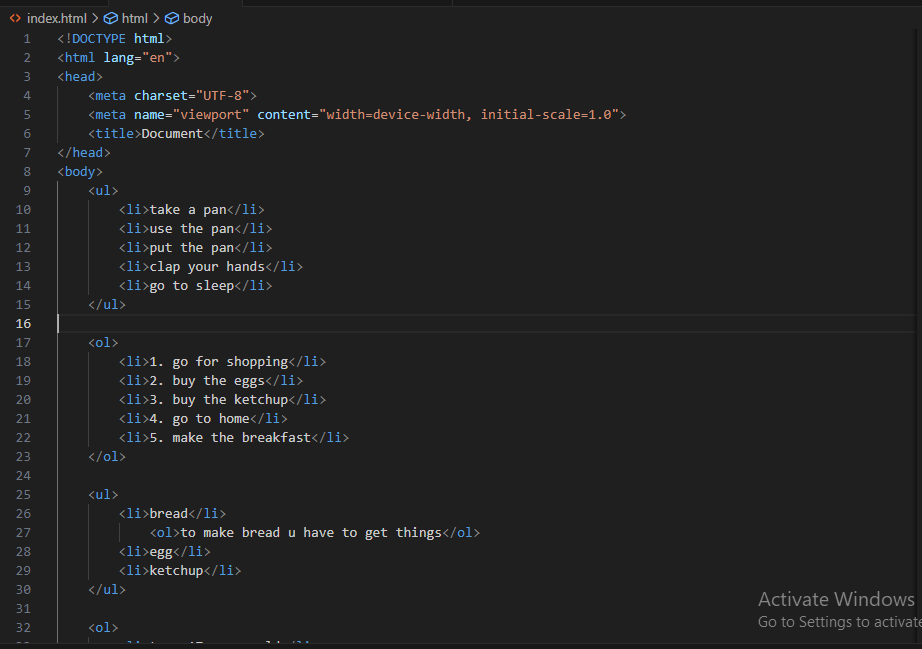 index.html > html > body
1 <!DOCTYPE html>
2 <html lang="en">
3 <head>
4 <meta charset="UTF-8">
5 <meta name="viewport" content="width=device-width, initial-scale=1.0">
6 <title>Document</title>
7 </head>
8 <body>
9 <ul>
10 <li>take a pan</li>
11 <li>use the pan</li>
12 <li>put the pan</li>
13 <li>clap your hands</li>
14 <li>go to sleep</li>
15 </ul>
16
17 <ol>
18 <li>1. go for shopping</li>
19 <li>2. buy the eggs</li>
20 <li>3. buy the ketchup</li>
21 <li>4. go to home</li>
22 <li>5. make the breakfast</li>
23 </ol>
24
25 <ul>
26 <li>bread</li>
27 <ol>to make bread u have to get things</ol>
28 <li>egg</li>
29 <li>ketchup</li>
30 </ul>
31
32 <ol>
Activate Windows
Go to Settings to activate